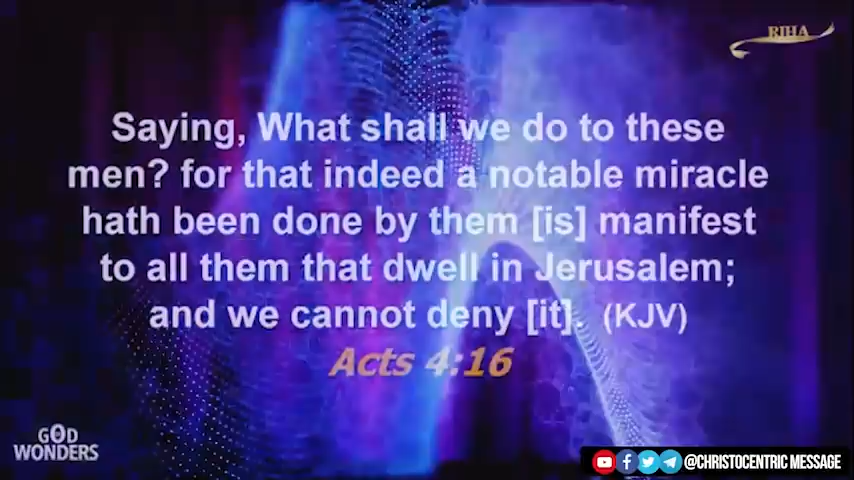 RIHA
Saying, What shall we do to these
men? for that indeed a notable miracle
hath been done by them [is] manifest
to all them that dwell in Jerusalem;
and we cannot deny [it]. (KJV)
Acts 4:16
GOD
WONDERS
@CHRISTOCENTRIC MESSAGE